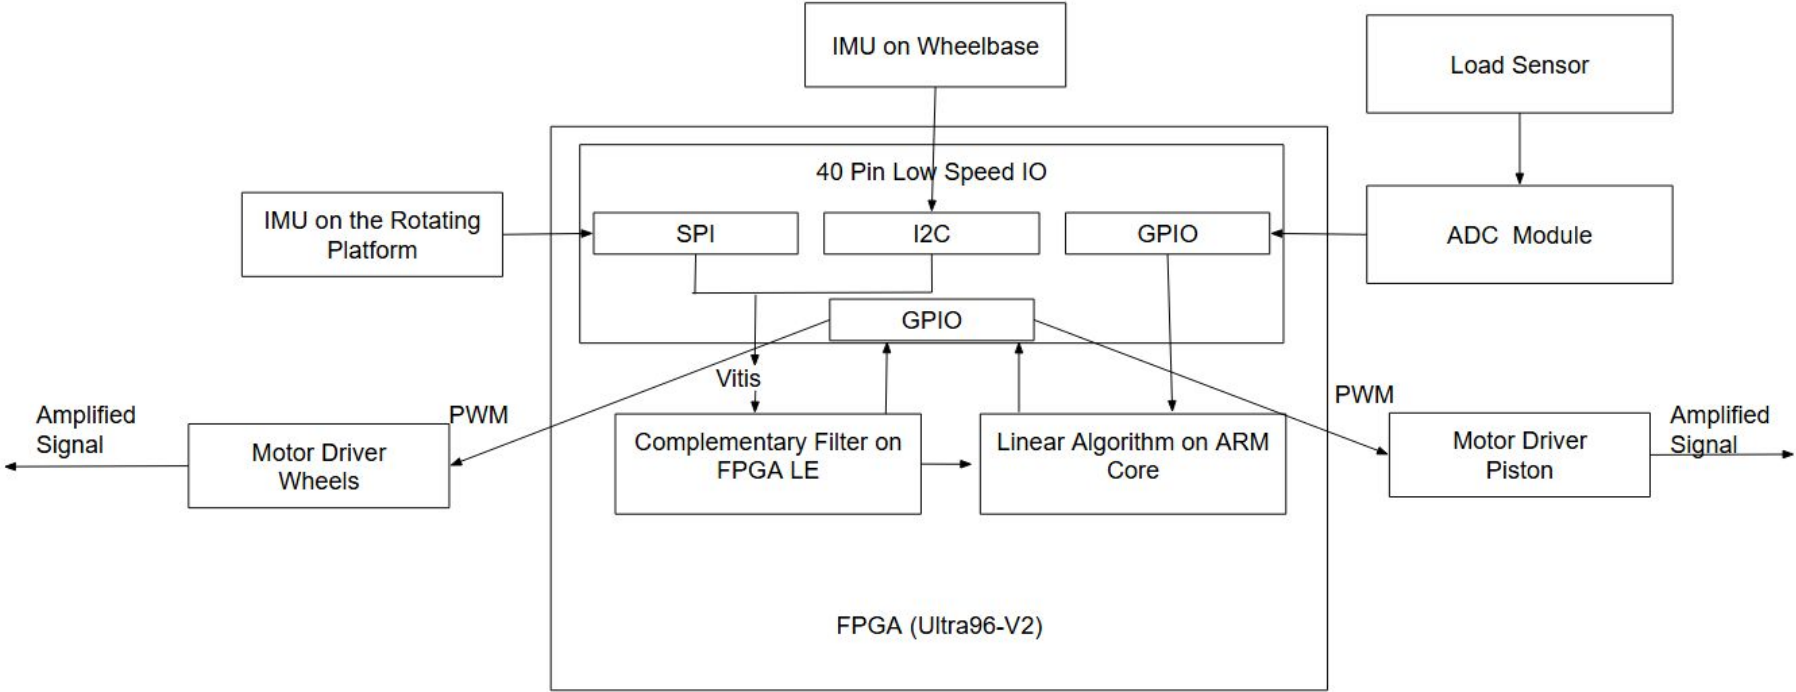 IMU on Wheelbase
Load Sensor
40 Pin Low Speed IO
IMU on the Rotating
Platform
SPI
I2C
GPIO
ADC Module
GPIO
Vitis
PWM
PWM
Amplified
Signal
Motor Driver
Wheels
Complementary Filter on
FPGA LE
Linear Algorithm on ARM
Core
Motor Driver
Piston
Amplified
Signal
FPGA (Ultra96-V2)